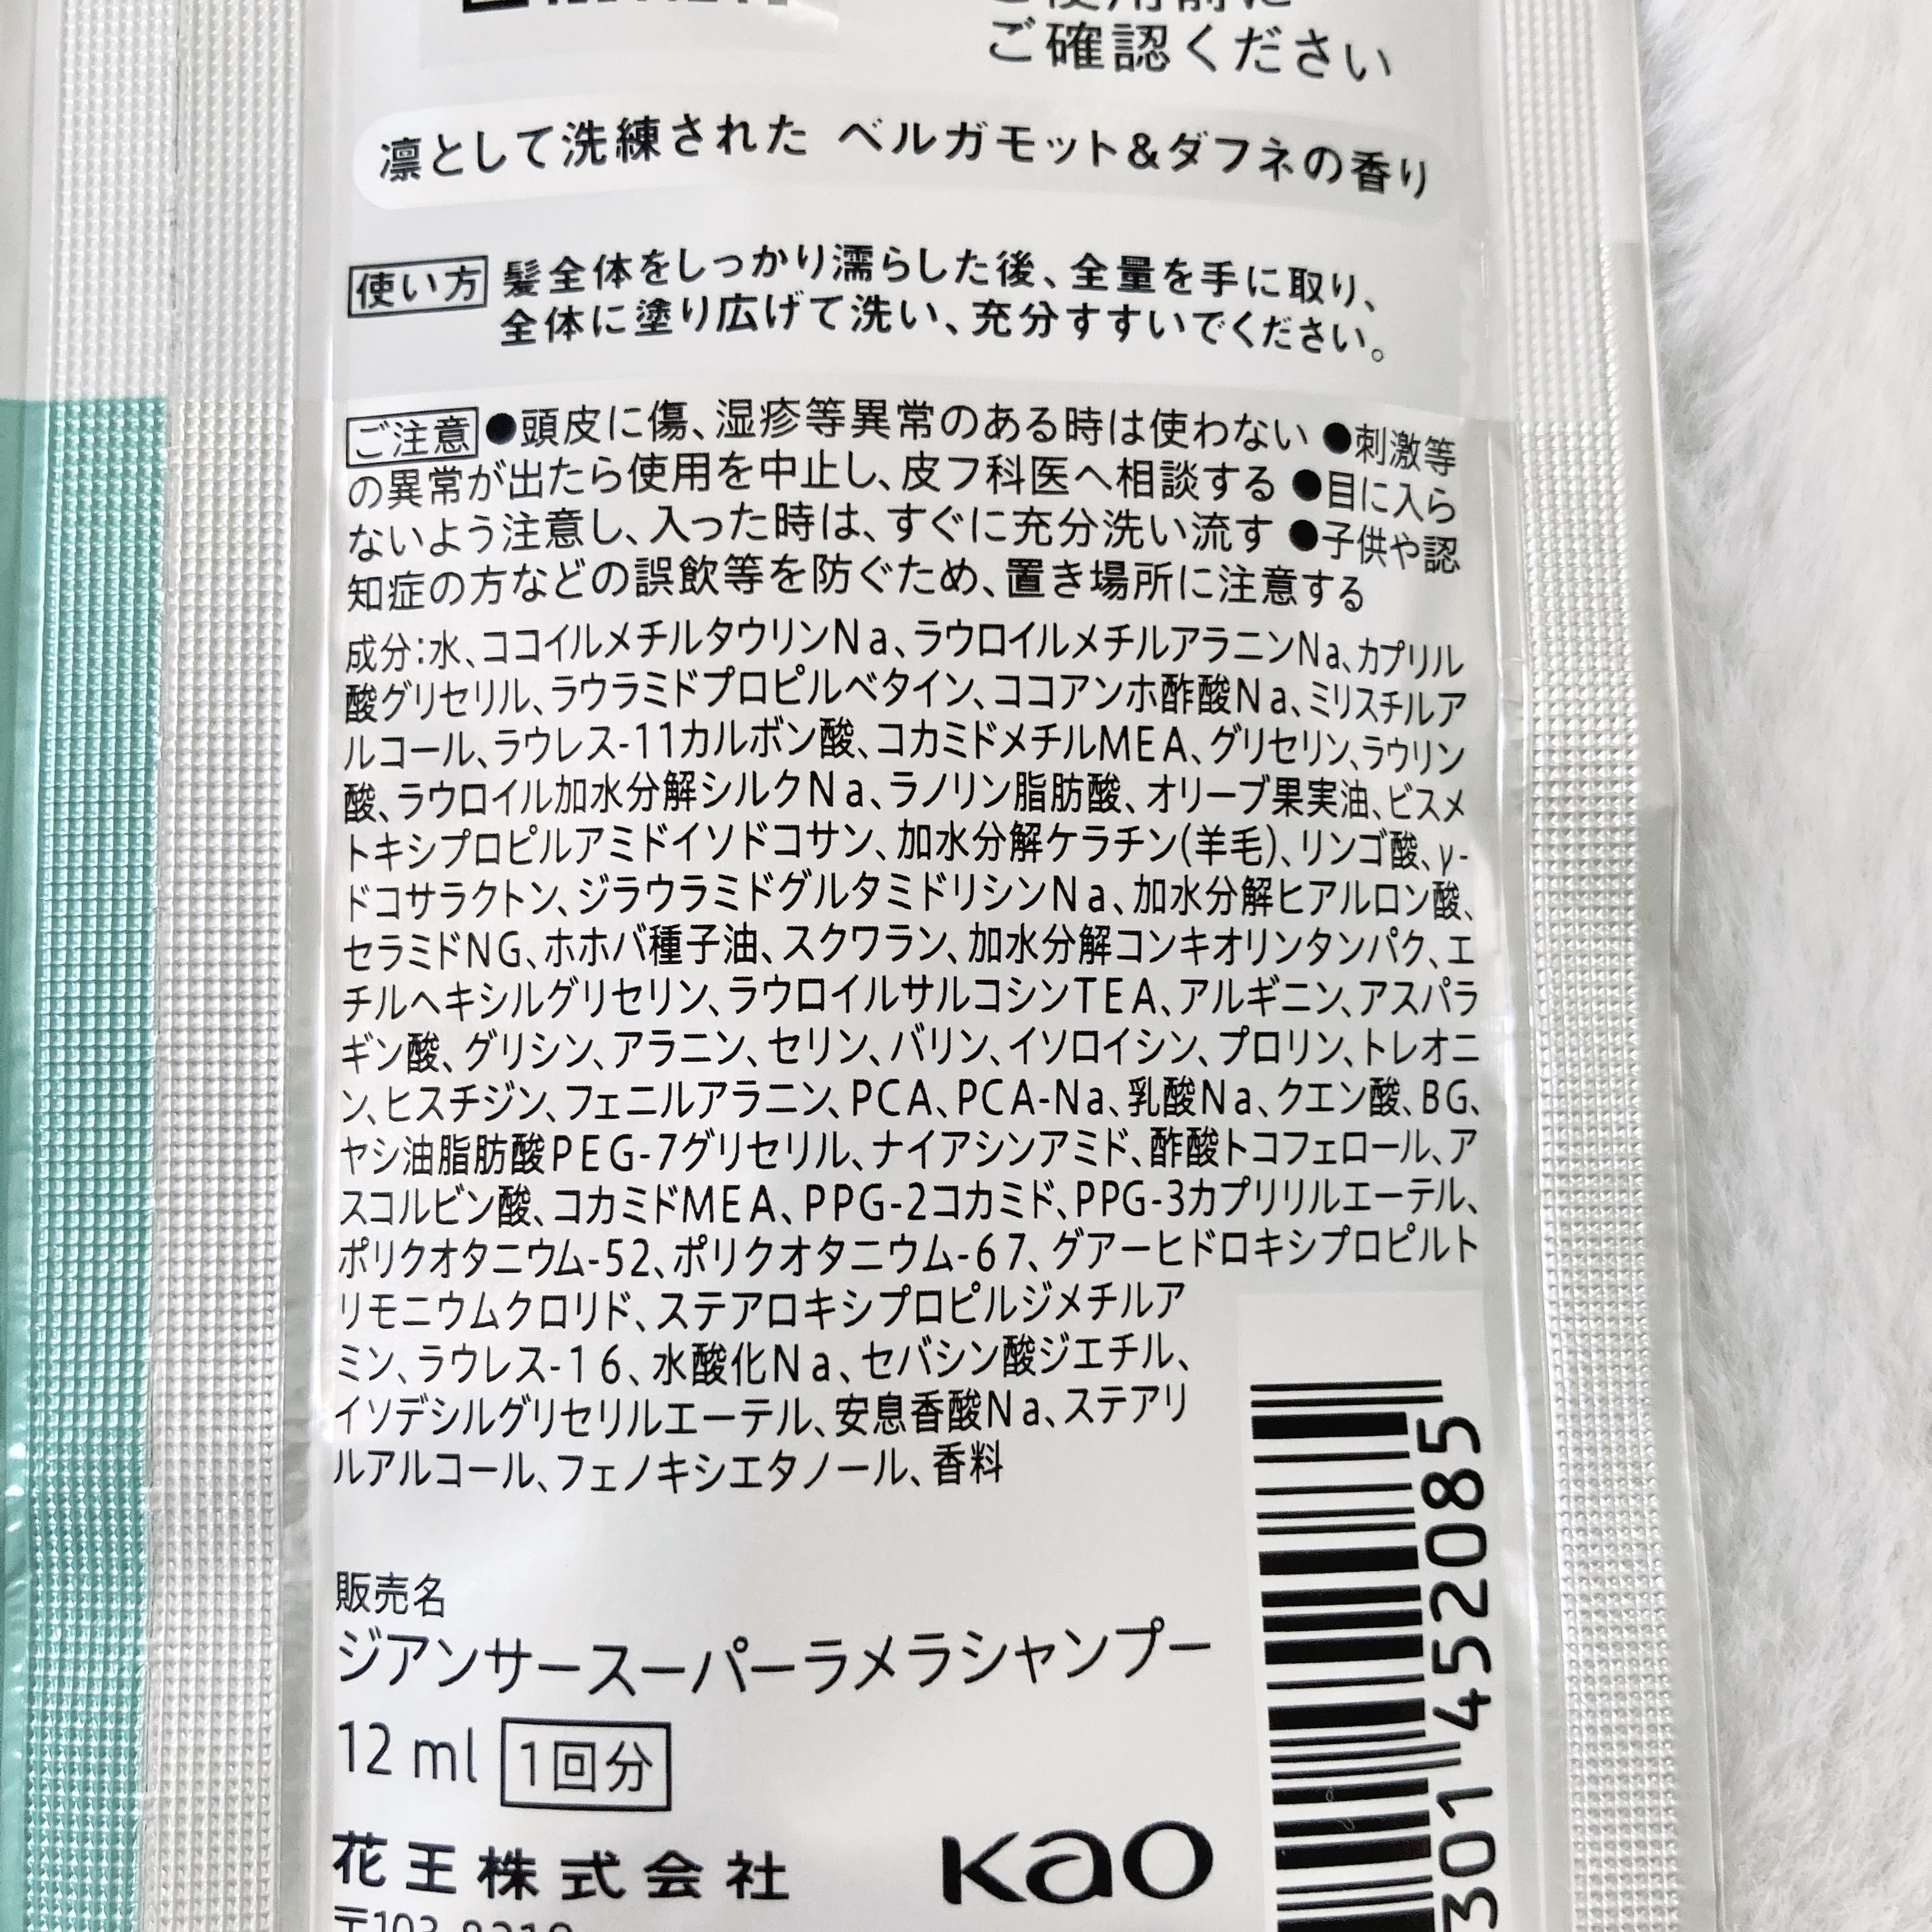 ご使用前に
ご確認ください
凛として洗練された ベルガモット&ダフネの香り
使い方 髪全体をしっかり濡らした後、全量を手に取り、
全体に塗り広げて洗い、充分すすいでください。
ご注意 ●頭皮に傷、湿疹等異常のある時は使わない ●刺激等
の異常が出たら使用を中止し、皮フ科医へ相談する ●目に入ら
ないよう注意し、入った時は、すぐに充分洗い流す ●子供や認
知症の方などの誤飲等を防ぐため、置き場所に注意する
成分：水、ココイルメチルタウリンNa、ラウロイルメチルアラニンNa、カプリル
酸グリセリル、ラウラミドプロピルベタイン、ココアンホ酢酸Na、ミリスチルア
ルコール、ラウレス-11カルボン酸、コカミドメチルMEA、グリセリン、ラウリン
酸、ラウロイル加水分解シルクNa、ラノリン脂肪酸、オリーブ果実油、ビスメ
トキシプロピルアミドイソドコサン、加水分解ケラチン(羊毛)、リンゴ酸、γ-
ドコサラクトン、ジラウラミドグルタミドリシンNa、加水分解ヒアルロン酸、
セラミドNG、ホホバ種子油、スクワラン、加水分解コンキオリンタンパク、エ
チルヘキシルグリセリン、ラウロイルサルコシンTEA、アルギニン、アスパラ
ギン酸、グリシン、アラニン、セリン、バリン、イソロイシン、プロリン、トレオニ
ン、ヒスチジン、フェニルアラニン、PCA、PCA-Na、乳酸Na、クエン酸、BG、
ヤシ油脂肪酸PEG-7グリセリル、ナイアシンアミド、酢酸トコフェロール、ア
スコルビン酸、コカミドMEA、PPG-2コカミド、PPG-3カプリリルエーテル、
ポリクオタニウム-52、ポリクオタニウム-67、グアーヒドロキシプロピルト
リモニウムクロリド、ステアロキシプロピルジメチルア
ミン、ラウレス-16、水酸化Na、セバシン酸ジエチル、
イソデシルグリセリルエーテル、安息香酸Na、ステアリ
ルアルコール、フェノキシエタノール、香料
販売名
ジアンサースーパーラメラシャンプー
12 ml 1回分
花王株式会社 Kao
301 452085